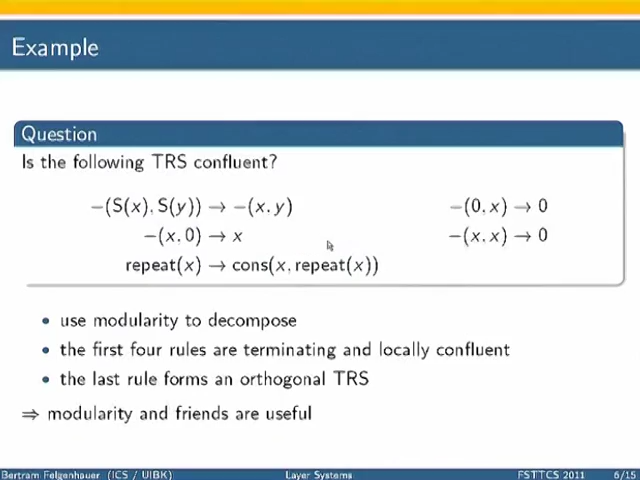 Example
Question
Is the following TRS confluent?
−(S(x), S(y)) → −(x, y) −(0, x) → 0
−(x, 0) → x −(x, x) → 0
repeat(x) → cons(x, repeat(x))
• use modularity to decompose
• the first four rules are terminating and locally confluent
• the last rule forms an orthogonal TRS
⇒ modularity and friends are useful
Bertram Felgenhauer (ICS / UIBK) Layer Systems FSTTCS 2011 6/15